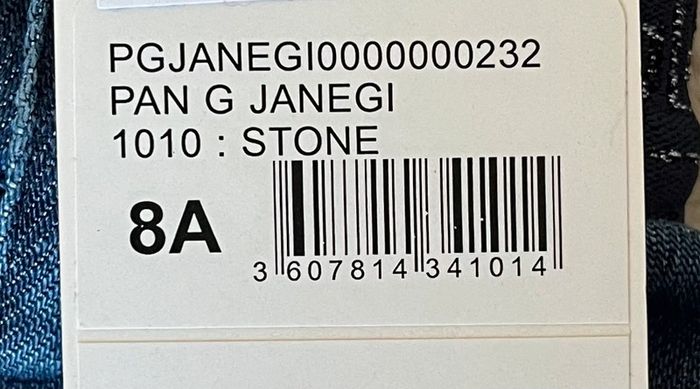 PGJANEGI0000000232
PAN G JANEGI
1010 : STONE
8A
3 607814 341014